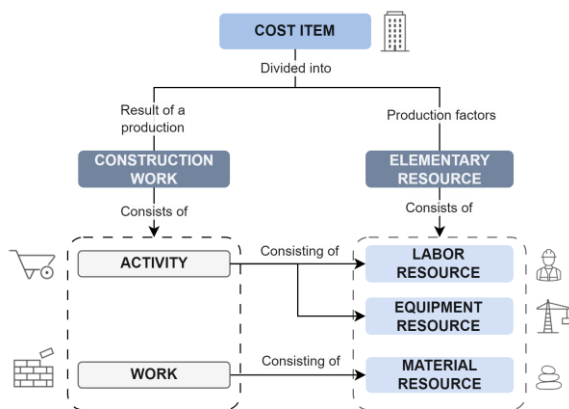 COST ITEM
Divided into
Result of a
production
Production factors
CONSTRUCTION
WORK
ELEMENTARY
RESOURCE
Consists of
Consists of
ACTIVITY
Consisting of
LABOR
RESOURCE
EQUIPMENT
RESOURCE
WORK
Consisting of
MATERIAL
RESOURCE